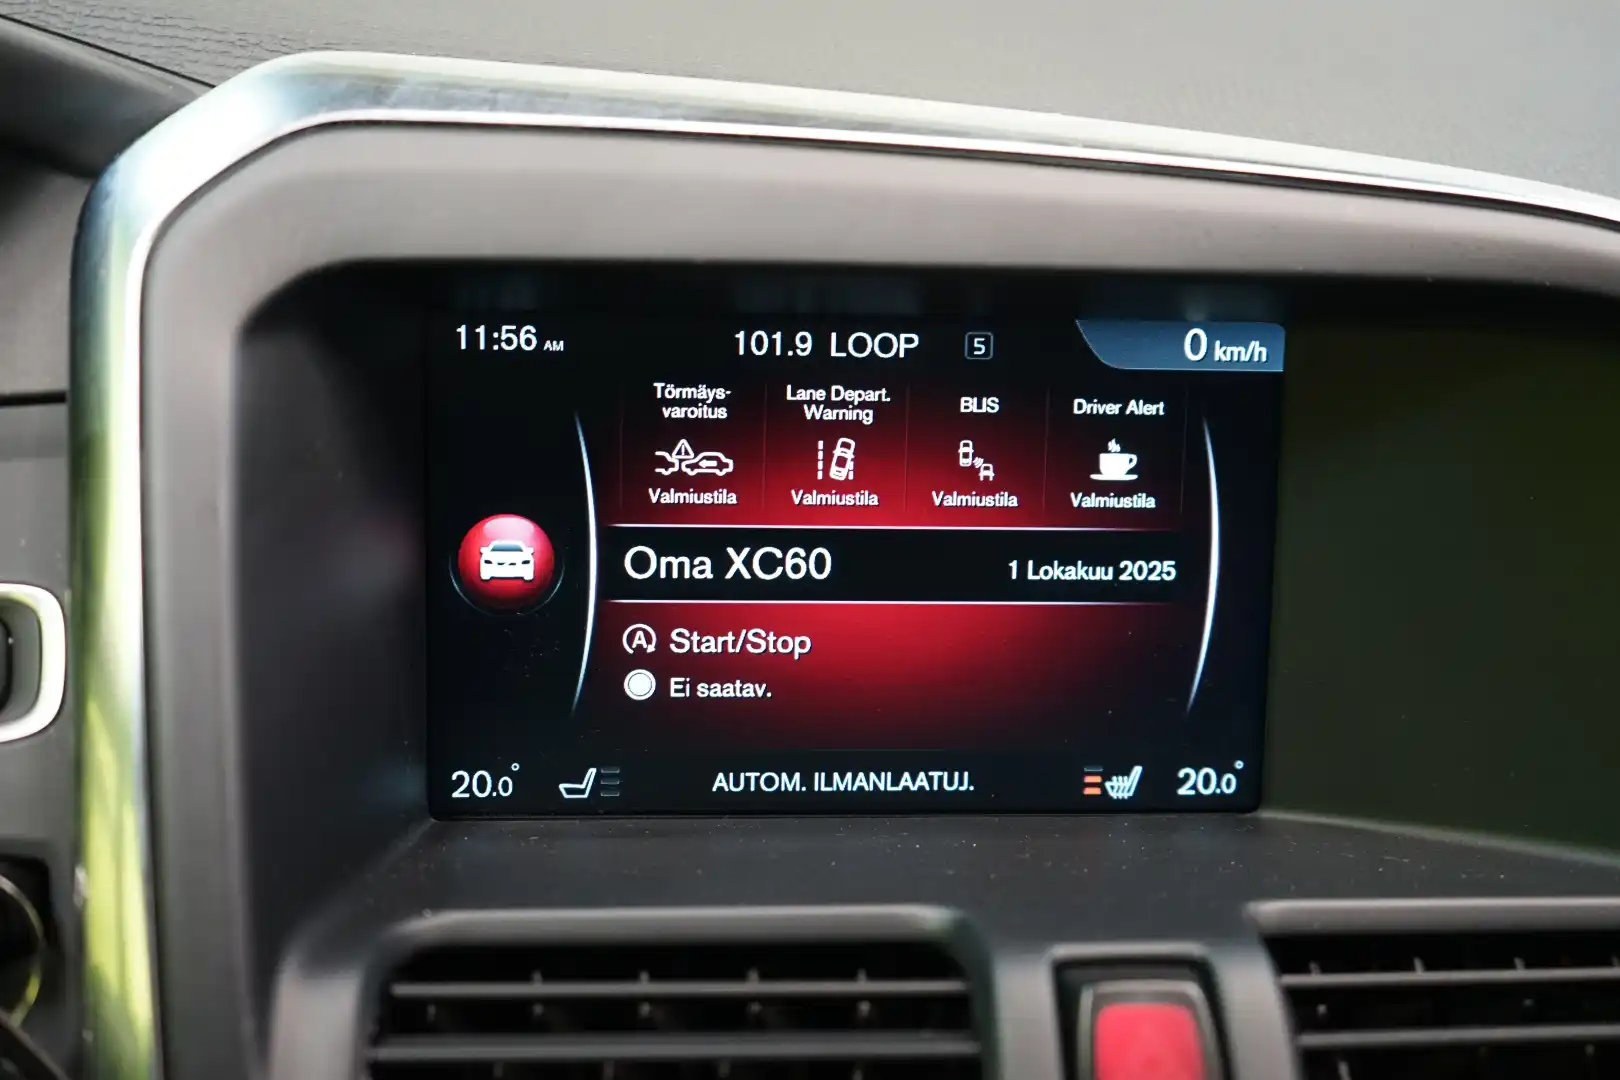 11:56 AM 101.9 LOOP 5 0 km/h
Törmäys-
varoitus
Valmiustila
Lane Depart.
Warning
Valmiustila
BLIS
Valmiustila
Driver Alert
Valmiustila
Oma XC60 1 Lokakuu 2025
A Start/Stop
Ei saatav.
20.0° AUTOM. ILMANLAATUJ. 20.0°